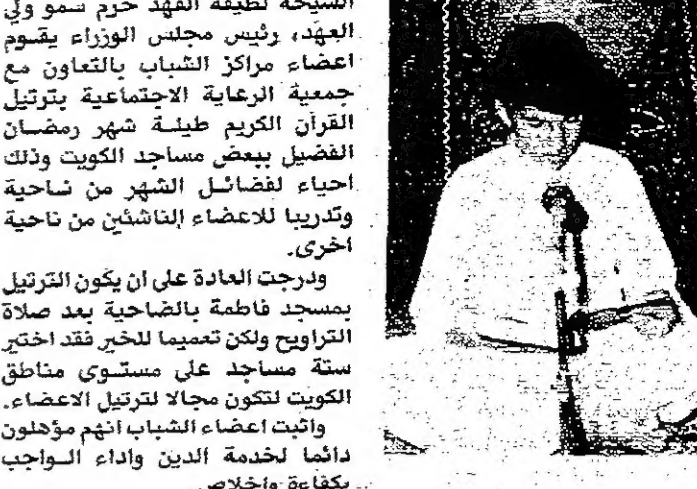 الشيخة لطيفة الفهد حرم سمو ولي
العهد، رئيس مجلس الوزراء يقوم
اعضاء مراكز الشباب بالتعاون مع
جمعية الرعاية الاجتماعية بترتيل
القرآن الكريم طيلة شهر رمضان
الفضيل ببعض مساجد الكويت وذلك
احياء لفضائل الشهر من ناحية
وتدريبا للاعضاء الناشئين من ناحية
اخرى.
ودرجت العادة على ان يكون الترتيل
بمسجد فاطمة بالضاحية بعد صلاة
التراويح ولكن تعميما للخير فقد اختير
ستة مساجد على مستوى مناطق
الكويت لتكون مجالا لترتيل الاعضاء.
واثبت اعضاء الشباب انهم مؤهلون
دائما لخدمة الدين واداء الواجب
بكفاءة واخلاص